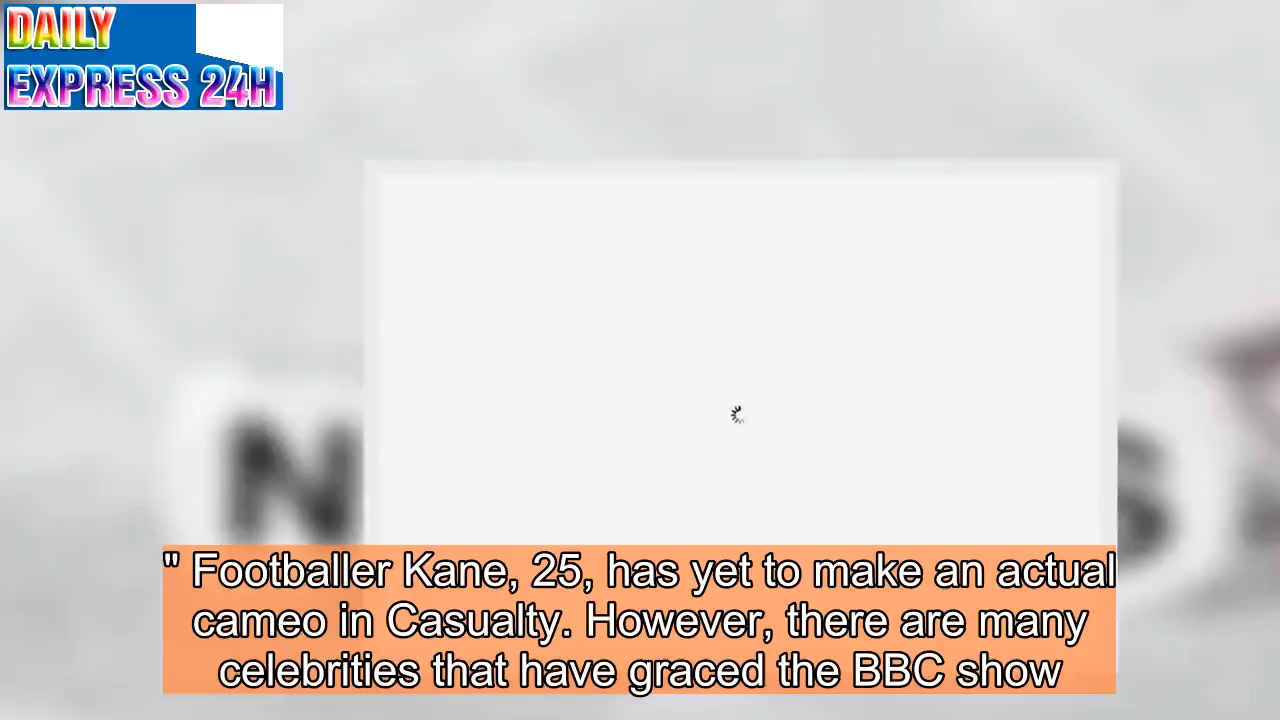 DAILY
EXPRESS 24H
N
S
" Footballer Kane, 25, has yet to make an actual
cameo in Casualty. However, there are many
celebrities that have graced the BBC show